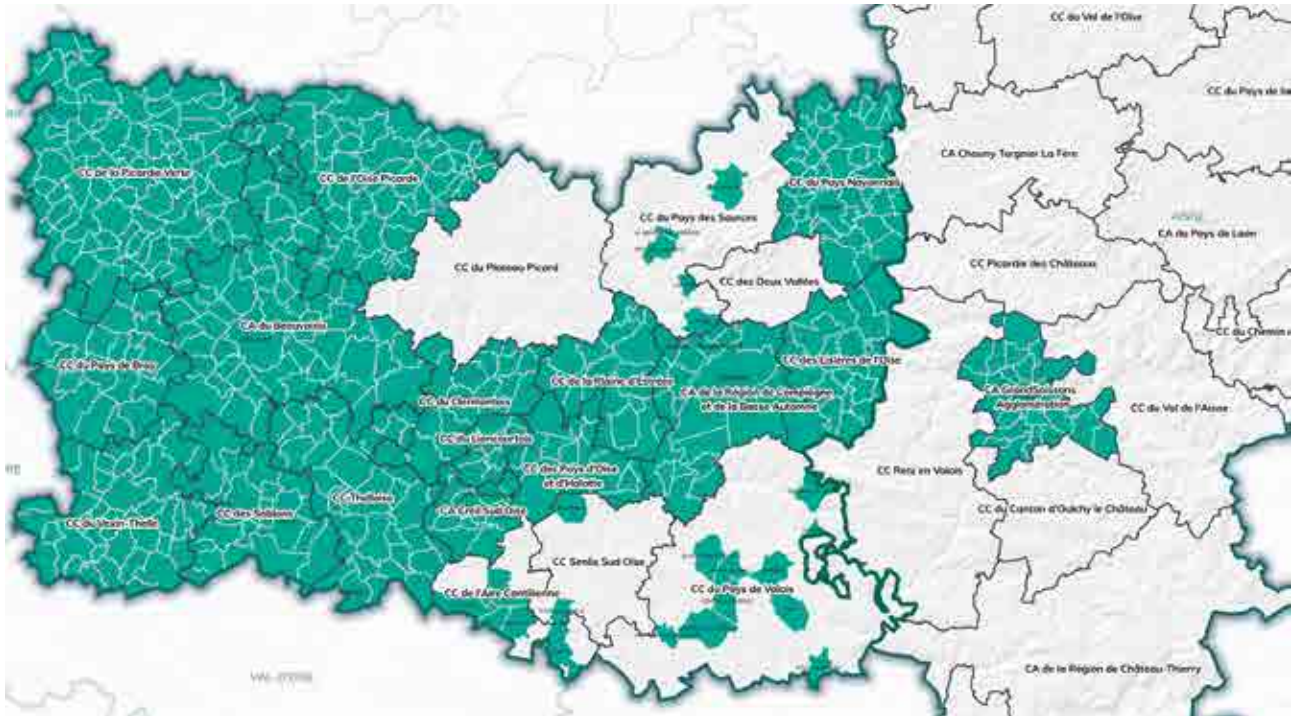 CC du Val de l'Oise
CC du Pays de la
CA Chauny Tergnier La Fère
CC de la Picardie Verte
CC de l'Oise Picarde
CC du Pays Noyonnais
CC du Pays des Sources
AISNE
CA du Pays de Laon
CC du Plateau Picard
CC Picardie des Châteaux
CC des Deux Vallées
CA du Beauvaisis
CC du Chemin d
CC du Pays de Bray
CC des Lisières de l'Oise
CC de la Plaine d'Estrées
CA de la Région de Compiègne
et de la Basse Automne
CC du Clermontois
CA GrandSoissons
Agglomération
CC du Val de l'Aisne
CC du Liancourtois
CC des Pays d'Oise
et d'Halatte
CC Retz en Valois
CC Thelloise
CA Creil Sud Oise
CC du Canton d'Oulchy le Château
CC du Vexin-Thelle
CC des Sablons
CC Senlis Sud Oise
CC de l'Aire Cantilienne
CC du Pays de Valois
CA de la Région de Château-Thierry
VAL-D'OISE